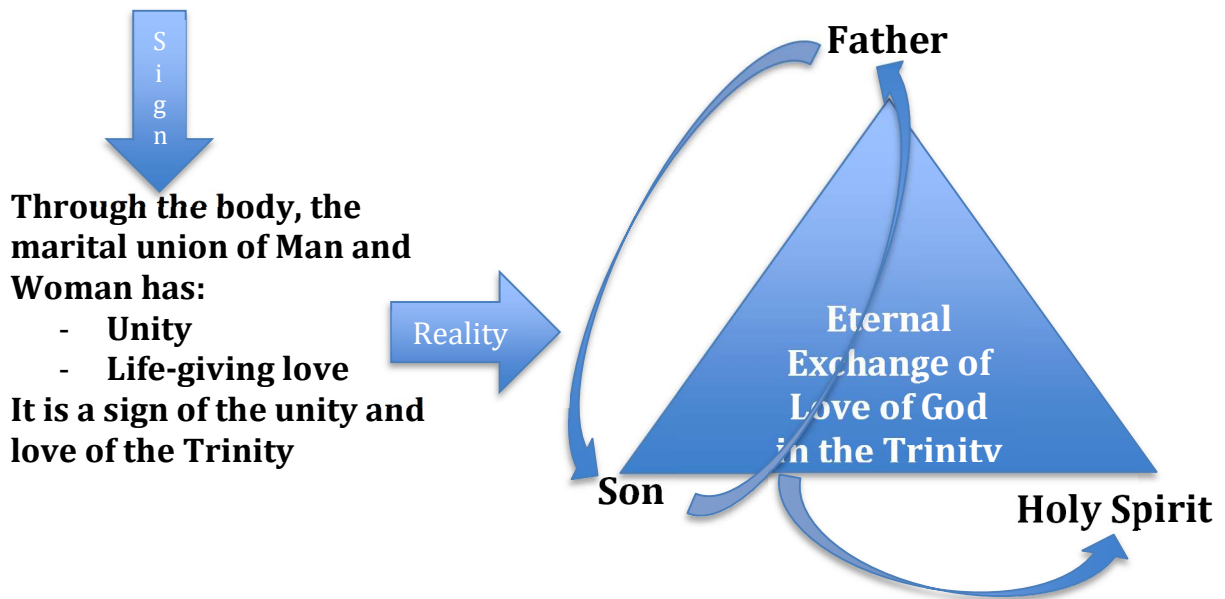 Sign
Through the body, the
marital union of Man and
Woman has:
- Unity
- Life-giving love
It is a sign of the unity and
love of the Trinity
Reality
Father
Eternal
Exchange of
Love of God
in the Trinity
Son
Holy Spirit